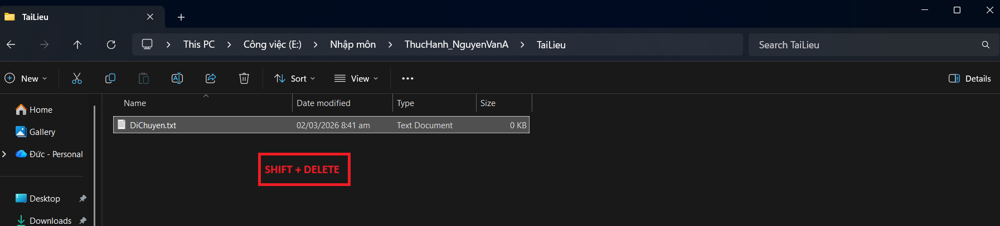 TaiLieu
This PC > Công việc (E:) > Nhập môn > ThucHanh_NguyenVanA > TaiLieu
Search TaiLieu
New
Sort
View
Details
Name Date modified Type Size
DiChuyen.txt 02/03/2026 8:41 am Text Document 0 KB
Home
Gallery
Đức - Personal
Desktop
Downloads
SHIFT + DELETE